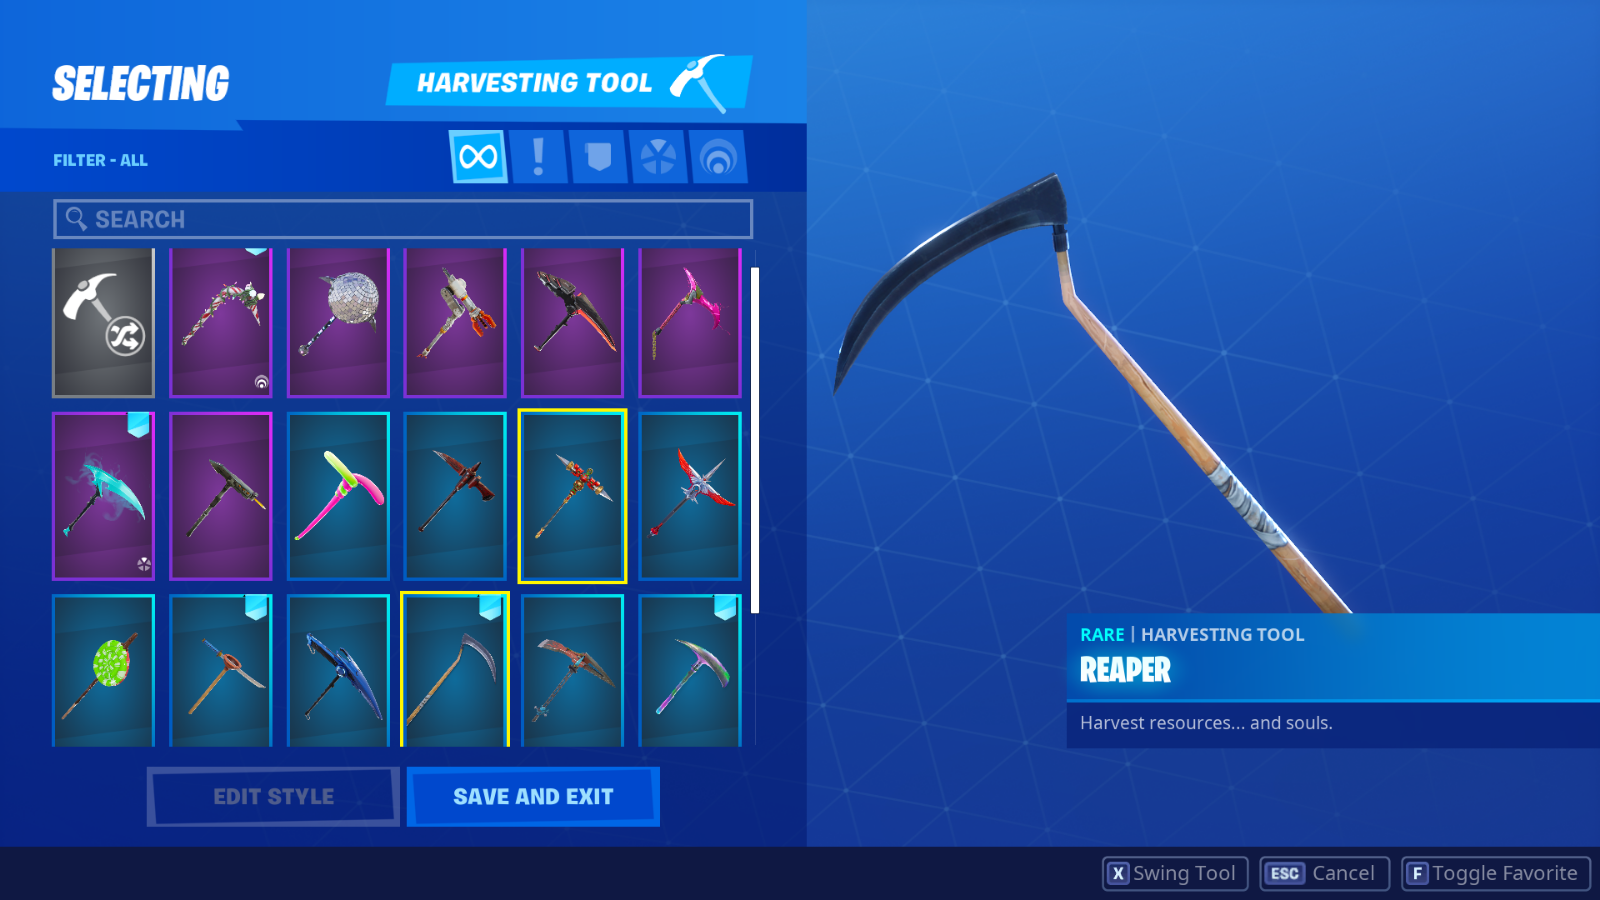 SELECTING
HARVESTING TOOL
FILTER - ALL
SEARCH
RARE | HARVESTING TOOL
REAPER
Harvest resources... and souls.
EDIT STYLE
SAVE AND EXIT
X Swing Tool
ESC Cancel
F Toggle Favorite